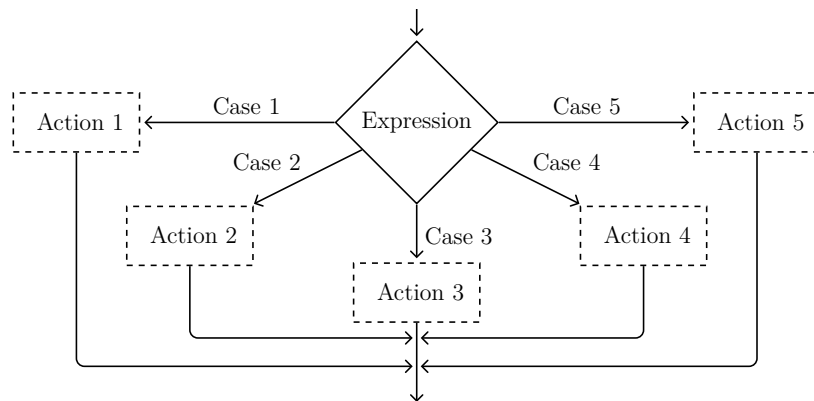 Case 1
Case 5
Action 1
Expression
Action 5
Case 2
Case 4
Action 2
Case 3
Action 4
Action 3